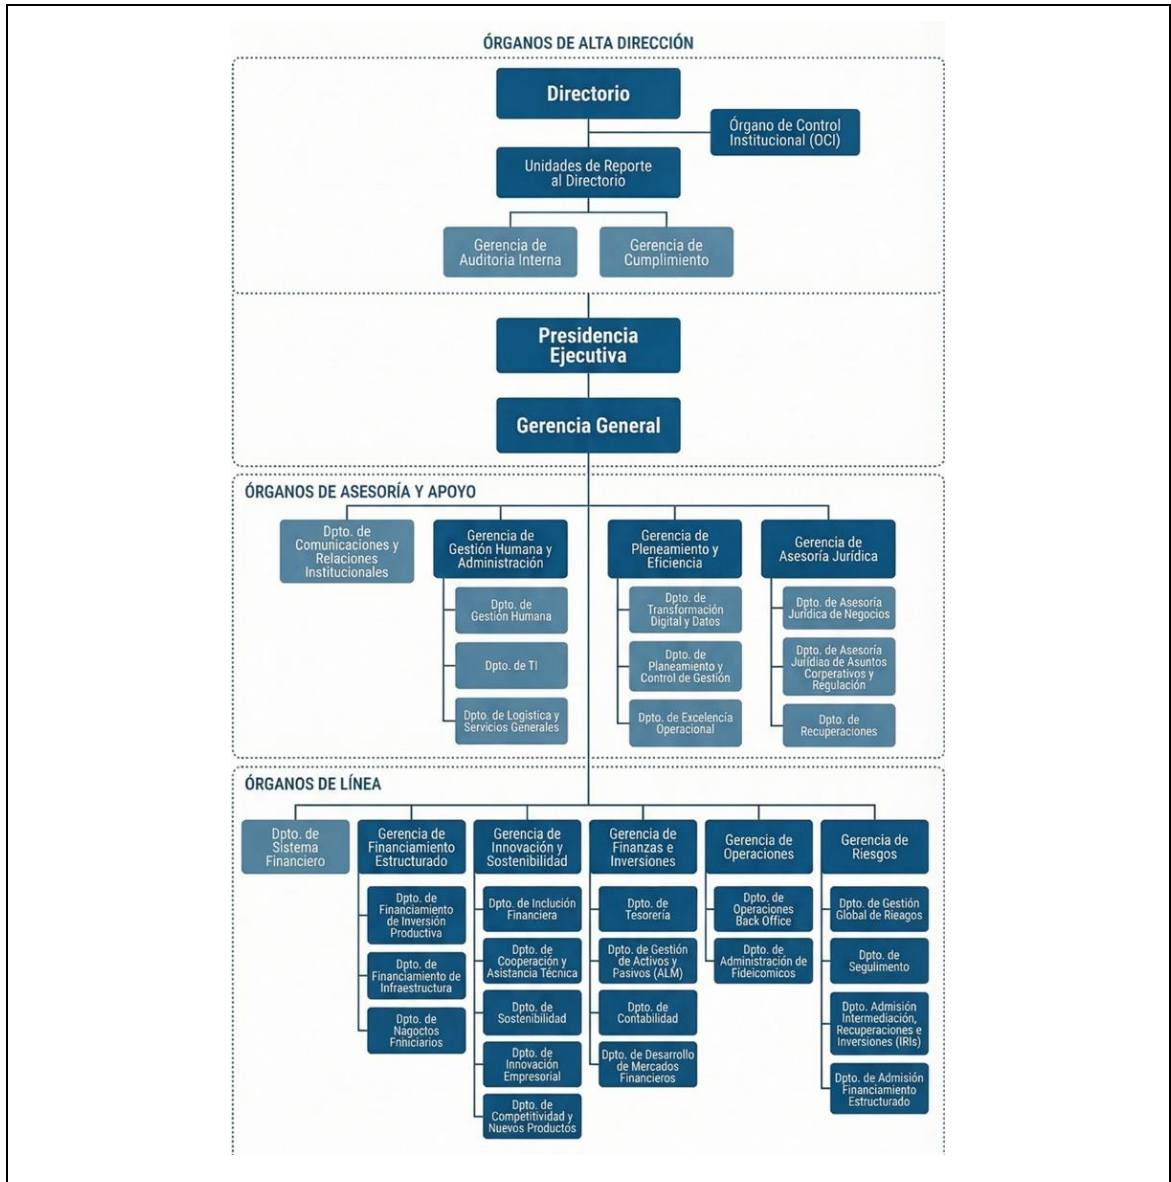 ÓRGANOS DE ALTA DIRECCIÓN
Directorio
Órgano de Control
Institucional (OCI)
Unidades de Reporte
al Directorio
Gerencia de
Auditoria Interna
Gerencia de
Cumplimiento
Presidencia
Ejecutiva
Gerencia General
ÓRGANOS DE ASESORÍA Y APOYO
Dpto. de
Comunicaciones y
Relaciones
Institucionales
Gerencia de
Gestión Humana y
Administración
Dpto. de
Gestión Humana
Dpto. de TI
Dpto. de Logística y
Servicios Generales
Gerencia de
Pleneamiento y
Eficiencia
Dpto. de
Transformación
Digital y Datos
Dpto. de
Planeamiento y
Control de Gestión
Dpto. de Excelencia
Operacional
Gerencia de
Asesoría Jurídica
Dpto. de Asesoría
Jurídica de Negocios
Dpto. de Asesoría
Jurídiao de Asuntos
Corperativos y
Regulación
Dpto. de
Recuperaciones
ÓRGANOS DE LÍNEA
Dpto. de
Sistema
Financiero
Gerencia de
Financiamiento
Estructurado
Dpto. de
Financiamiento
de Inversión
Productiva
Dpto. de
Financiamiento de
Infraestructura
Dpto. de
Nagoctos
Fnhiciarios
Gerencia de
Innovación y
Sostenibilidad
Dpto. de Inclution
Financiera
Dpto. de
Cooperación y
Asistancia Técnica
Dpto. de
Sostenibilidad
Dpto. de
Innovación
Empresorial
Dpto. de
Competitividad y
Nuevos Productos
Gerencia de
Finanzas e
Inversiones
Dpto. de
Tesorería
Dpto. de Gestión
de Activos y
Pasivos (ALM)
Dpto. de
Contabilidad
Dpto. de Desarrollo
de Mercados
Financieros
Gerencia de
Operaciones
Dpto. de
Operaciones
Back Office
Dpto. de
Administración de
Fideicomicos
Gerencia de
Riesgos
Dpto. de Gestión
Global de Rieagos
Dpto. de
Segulimento
Dpto. Admisión
Intermediación,
Recuperaciones e
Inversiones (IRIs)
Dpto. de Admisión
Financiamiento
Estructurado